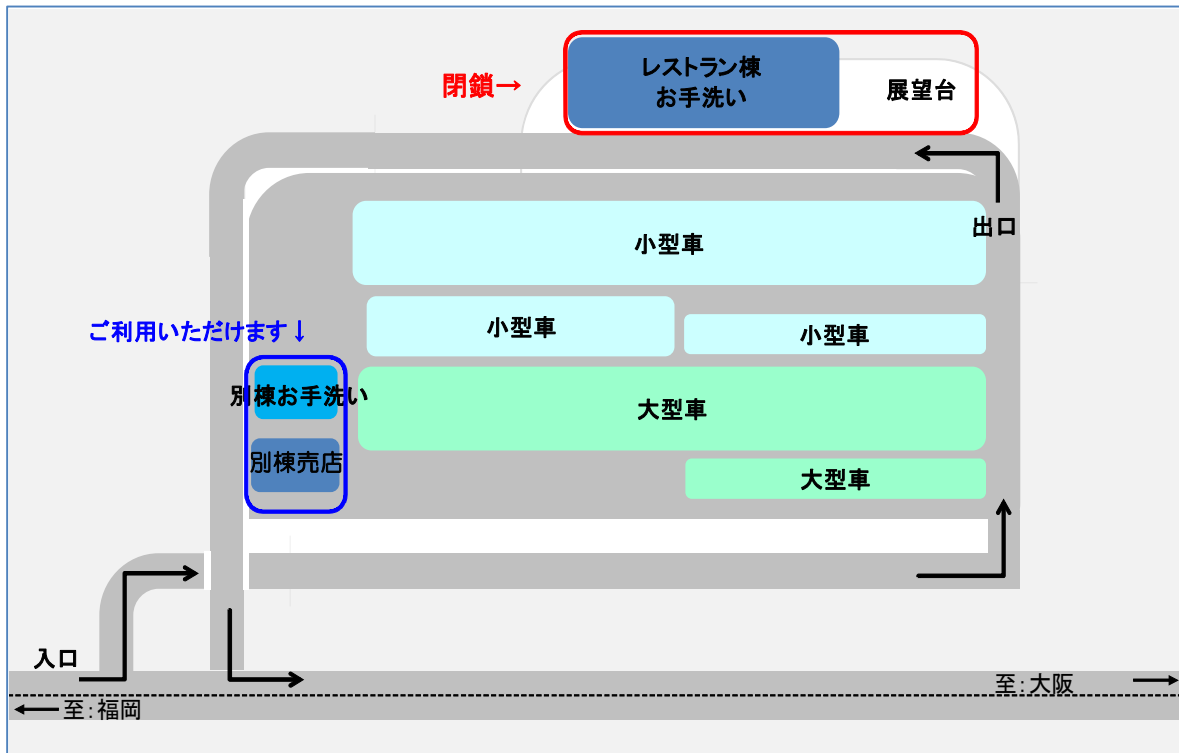 レストラン棟
お手洗い
展望台
閉鎖→
出口
小型車
小型車
小型車
ご利用いただけます↓
別棟お手洗い
大型車
別棟売店
大型車
入口
至：大阪
至：福岡